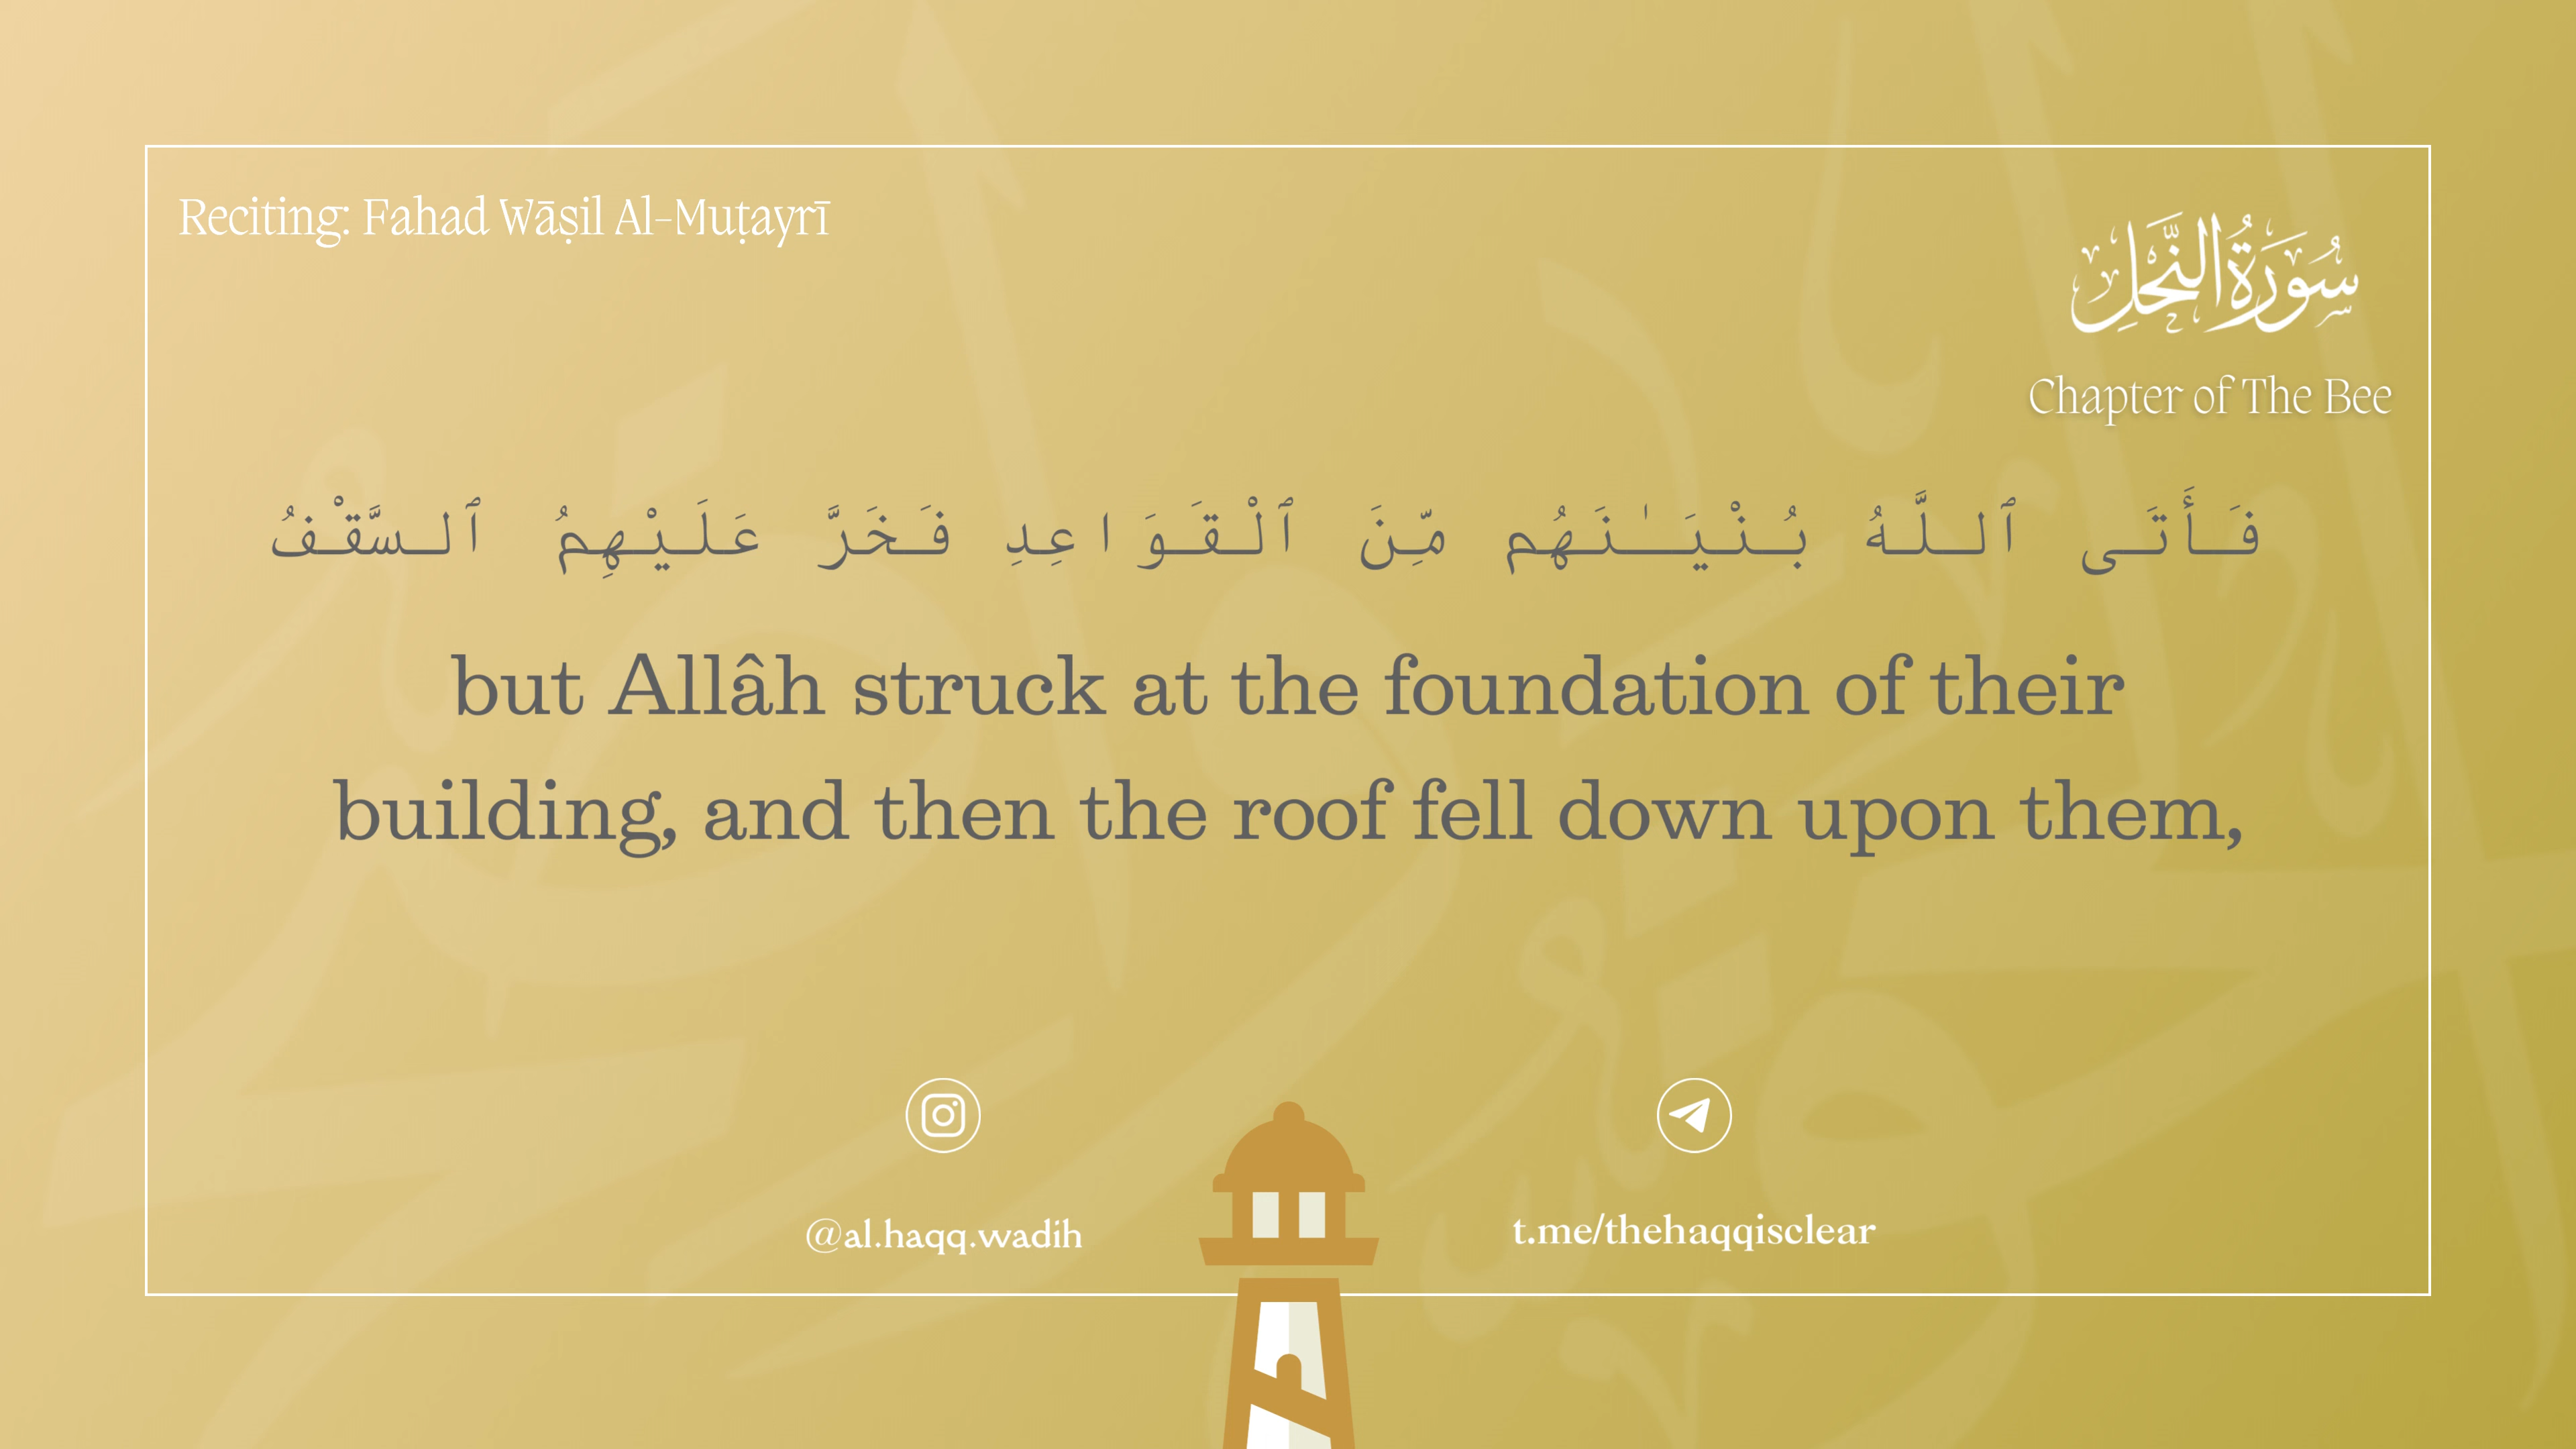 Reciting: Fahad Wāṣil Al-Muṭayrī
سُورَةُ النَّحْلِ
Chapter of The Bee
فَأَتَى ٱللَّهُ بُنْيَـٰنَهُم مِّنَ ٱلْقَوَاعِدِ فَخَرَّ عَلَيْهِمُ ٱلسَّقْفُ
but Allâh struck at the foundation of their
building, and then the roof fell down upon them,
@al.haqq.wadih
t.me/thehaqqisclear